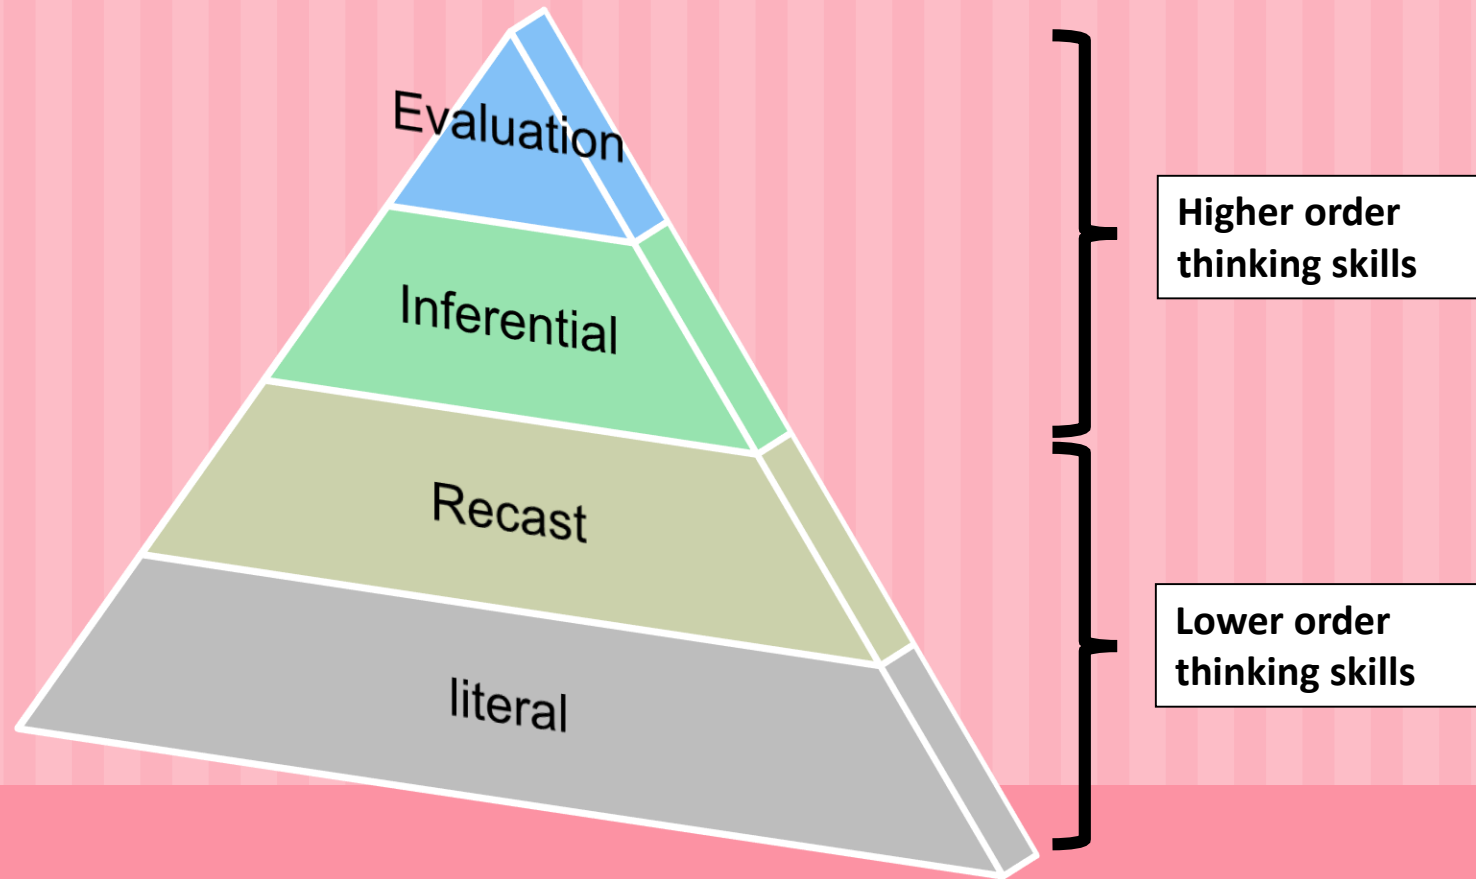 Evaluation
Inferential
Recast
literal
Higher order
thinking skills
Lower order
thinking skills